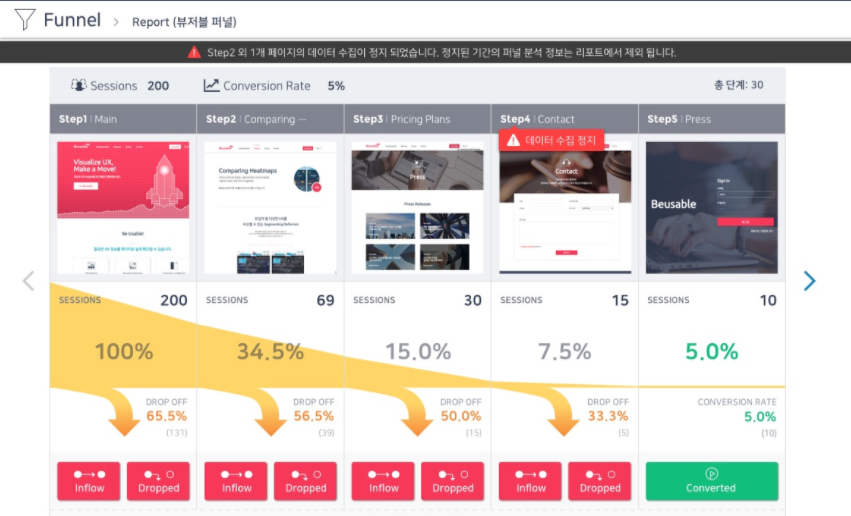 Funnel > Report (뷰저블 퍼널)
Step2 외 1개 페이지의 데이터 수집이 정지 되었습니다. 정지된 기간의 퍼널 분석 정보는 리포트에서 제외 됩니다.
Sessions 200 Conversion Rate 5% 총 단계: 30
Step1 | Main Step2 | Comparing ··· Step3 | Pricing Plans Step4 | Contact Step5 | Press
데이터 수집 정지
Visualize UX,
Make a Move!
Be Usable!
Comparing Heatmaps
Press
Press Releases
Contact
Beusable
Sign In
SESSIONS 200 SESSIONS 69 SESSIONS 30 SESSIONS 15 SESSIONS 10
100% 34.5% 15.0% 7.5% 5.0%
DROP OFF DROP OFF DROP OFF DROP OFF CONVERSION RATE
65.5% 56.5% 50.0% 33.3% 5.0%
(131) (39) (15) (5) (10)
Inflow Dropped Inflow Dropped Inflow Dropped Inflow Dropped Converted